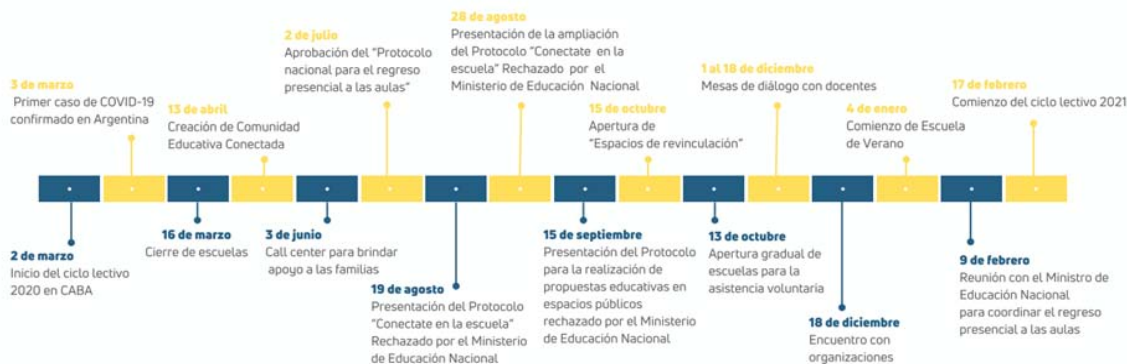 3 de marzo
Primer caso de COVID-19
confirmado en Argentina
13 de abril
Creación de Comunidad
Educativa Conectada
2 de julio
Aprobación del "Protocolo
nacional para el regreso
presencial a las aulas"
28 de agosto
Presentación de la ampliación
del Protocolo "Conectate en la
escuela" Rechazado por el
Ministerio de Educación Nacional
15 de octubre
Apertura de
"Espacios de revinculación"
1 al 18 de diciembre
Mesas de diálogo con docentes
4 de enero
Comienzo de Escuela
de Verano
17 de febrero
Comienzo del ciclo lectivo 2021
2 de marzo
Inicio del ciclo lectivo
2020 en CABA
16 de marzo
Cierre de escuelas
3 de junio
Call center para brindar
apoyo a las familias
19 de agosto
Presentación del Protocolo
"Conectate en la escuela"
Rechazado por el Ministerio
de Educación Nacional
15 de septiembre
Presentación del Protocolo
para la realización de
propuestas educativas en
espacios públicos
rechazado por el Ministerio
de Educación Nacional
13 de octubre
Apertura gradual de
escuelas para la
asistencia voluntaria
18 de diciembre
Encuentro con
organizaciones
9 de febrero
Reunión con el Ministro de
Educación Nacional
para coordinar el regreso
presencial a las aulas